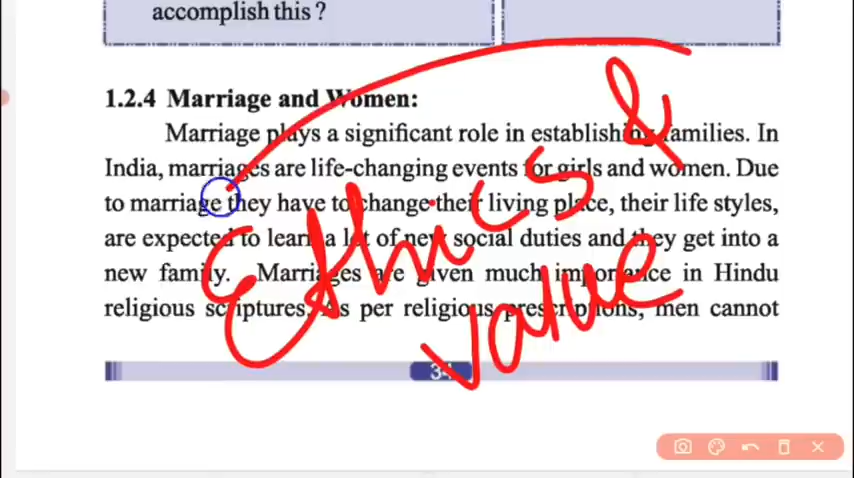 accomplish this ?
1.2.4 Marriage and Women:
Marriage plays a significant role in establishing families. In
India, marriages are life-changing events for girls and women. Due
to marriage they have to change their living place, their life styles,
are expected to learn a lot of new social duties and they get into a
new family. Marriages are given much importance in Hindu
religious scriptures. As per religious prescriptions, men cannot
Ethics &
value
34